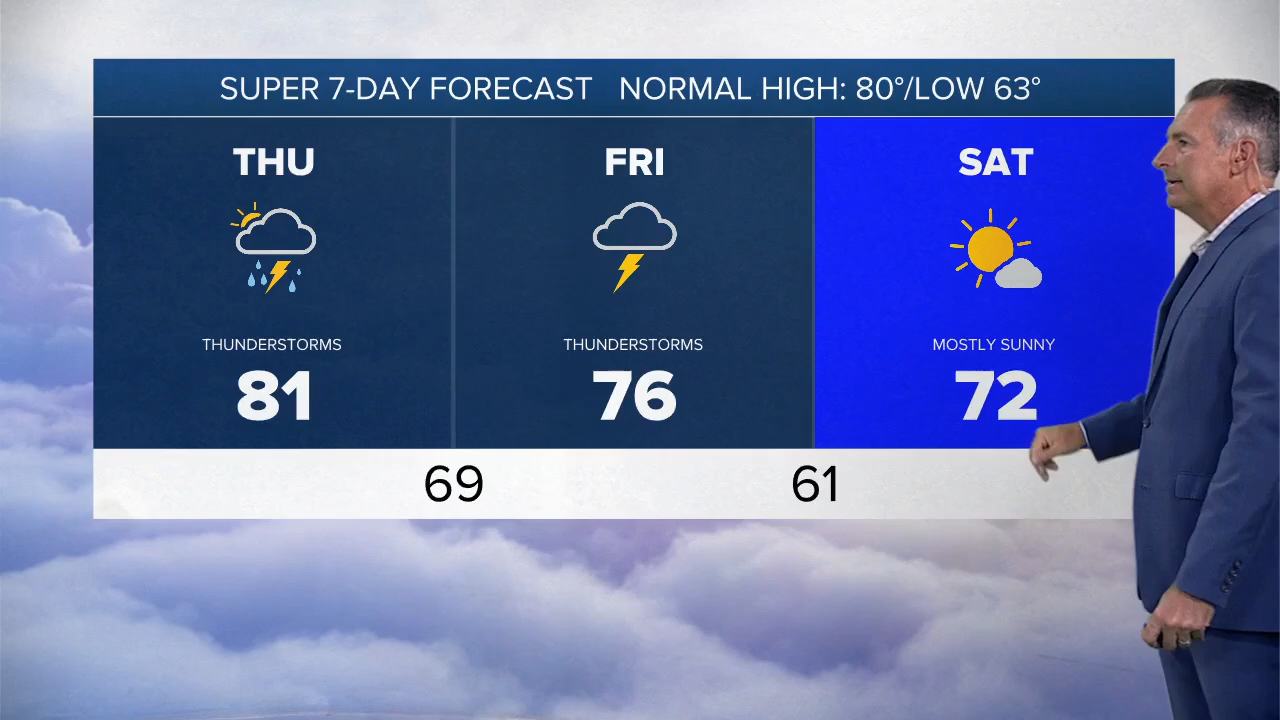 SUPER 7-DAY FORECAST NORMAL HIGH: 80°/LOW 63°
THU FRI SAT
THUNDERSTORMS THUNDERSTORMS MOSTLY SUNNY
81 76 72
69 61